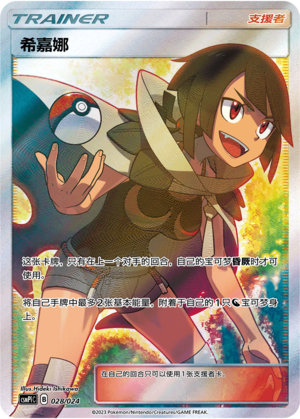 TRAINER 支援者
希嘉娜
这张卡牌，只有在上一个对手的回合，自己的宝可梦昏厥时才可
使用。
将自己手牌中最多2张基本能量，附着于自己的1只宝可梦身
上。
在自己的回合只可以使用1张支援者卡。
Illus. Hideki Ishikawa
028/024
©2023 Pokémon/Nintendo/Creatures/GAME FREAK.